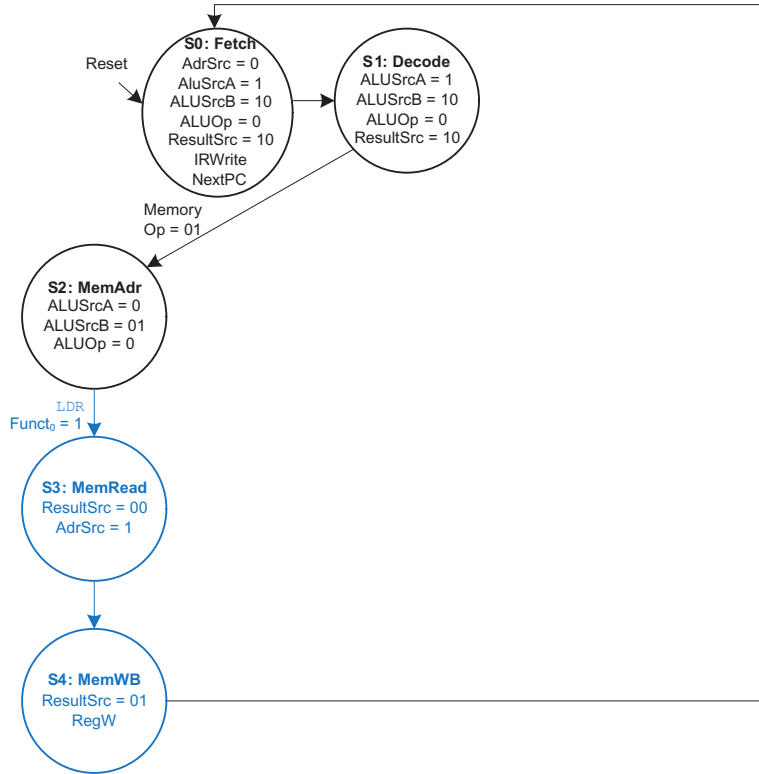 Reset
S0: Fetch
AdrSrc = 0
AluSrcA = 1
ALUSrcB = 10
ALUOp = 0
ResultSrc = 10
IRWrite
NextPC
S1: Decode
ALUSrcA = 1
ALUSrcB = 10
ALUOp = 0
ResultSrc = 10
Memory
Op = 01
S2: MemAdr
ALUSrcA = 0
ALUSrcB = 01
ALUOp = 0
LDR
Funct₀ = 1
S3: MemRead
ResultSrc = 00
AdrSrc = 1
S4: MemWB
ResultSrc = 01
RegW